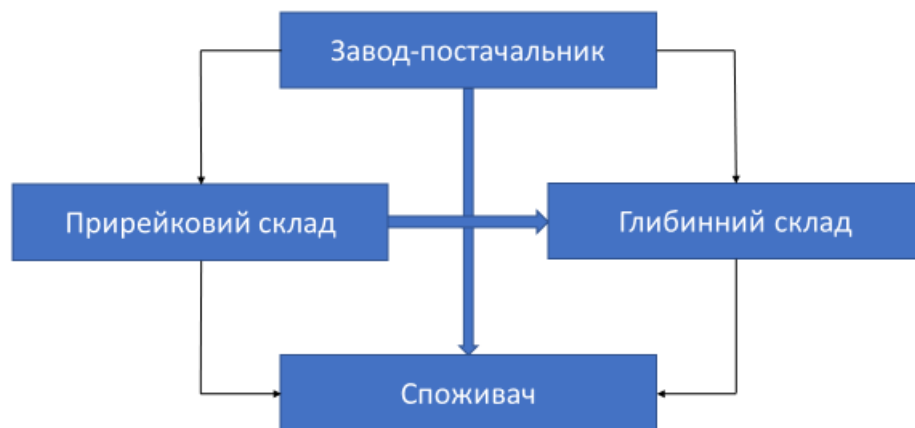 Завод-постачальник
Прирейковий склад
Глибинний склад
Споживач